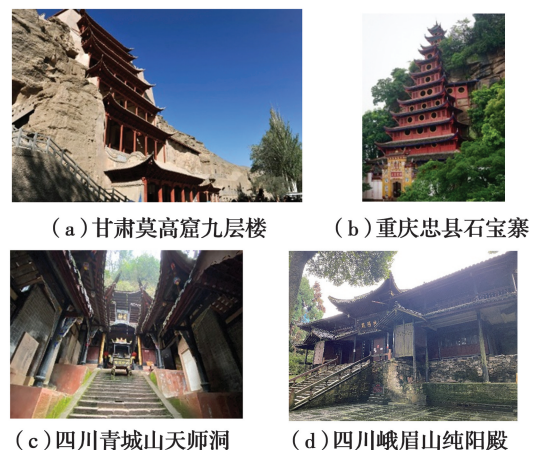 （a）甘肃莫高窟九层楼
（b）重庆忠县石宝寨
（c）四川青城山天师洞
（d）四川峨眉山纯阳殿